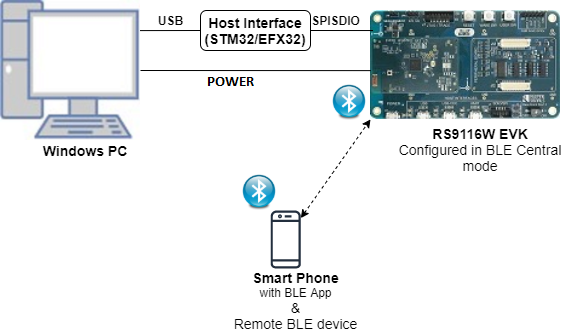 USB
Host Interface
(STM32/EFX32)
SPISDIO
POWER
Windows PC
RS9116W EVK
Configured in BLE Central
mode
Smart Phone
with BLE App
&
Remote BLE device